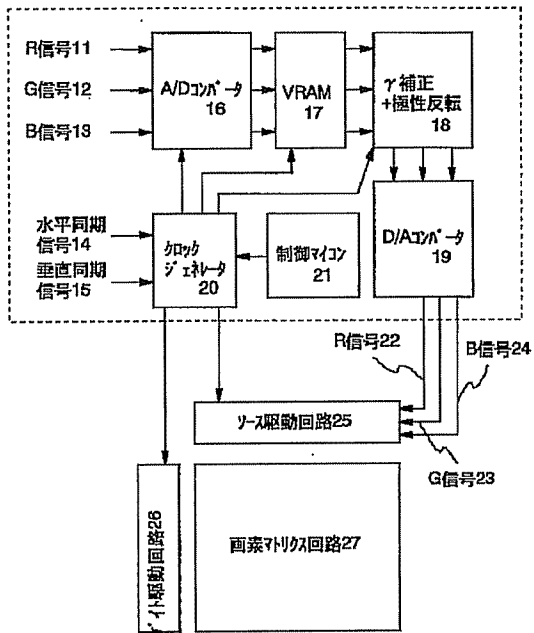 R信号11
G信号12
B信号13
A/Dコンバータ
16
VRAM
17
γ補正
+極性反転
18
水平同期
信号14
垂直同期
信号15
クロック
ジェネレータ
20
制御マイコン
21
D/Aコンバータ
19
R信号22
B信号24
ソース駆動回路25
G信号23
ゲイト駆動回路26
画素マトリクス回路27